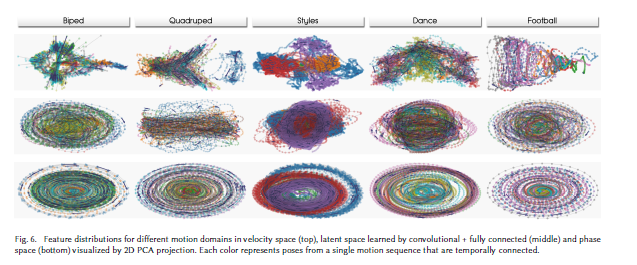 Biped Quadruped Styles Dance Football
Fig. 6. Feature distributions for different motion domains in velocity space (top), latent space learned by convolutional + fully connected (middle) and phase
space (bottom) visualized by 2D PCA projection. Each color represents poses from a single motion sequence that are temporally connected.